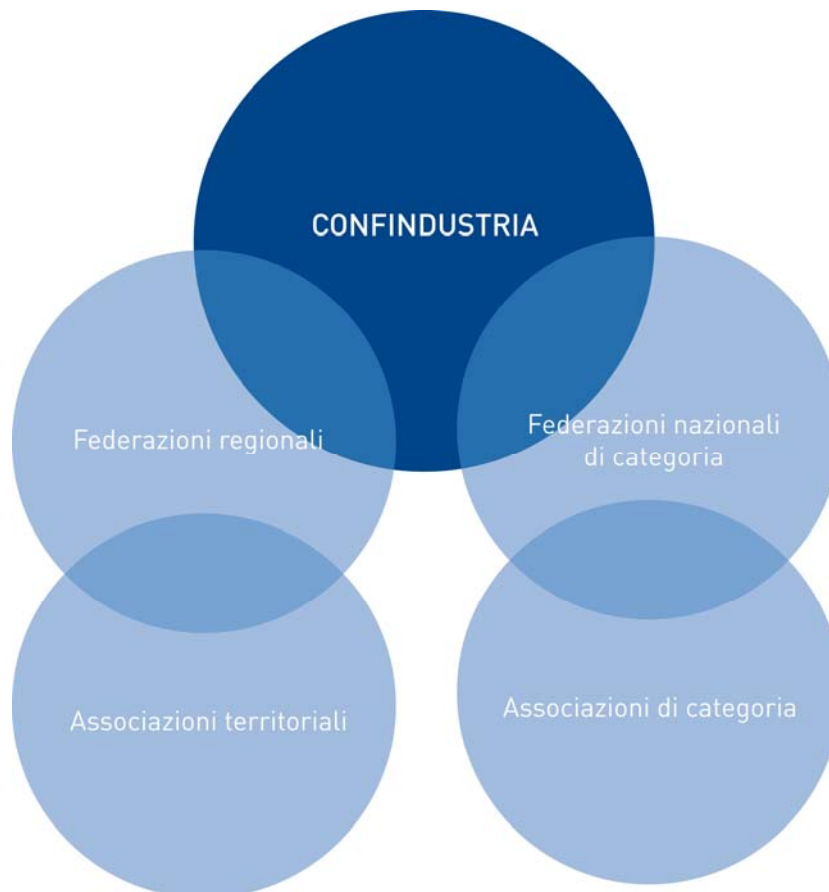 CONFINDUSTRIA
Federazioni regionali
Federazioni nazionali
di categoria
Associazioni territoriali
Associazioni di categoria